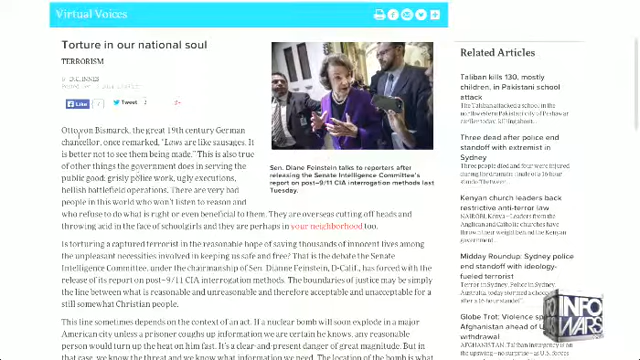 Virtual Voices
Torture in our national soul
TERRORISM
By D.C. INNES
Like
Tweet
Otto von Bismarck, the great 19th century German
chancellor, once remarked, "Laws are like sausages. It
is better not to see them being made." This is also true
of other things the government does in serving the
public good: grisly police work, ugly executions,
hellish battlefield operations. There are very bad
people in this world who won't listen to reason and
who refuse to do what is right or even beneficial to them. They are overseas cutting off heads and
throwing acid in the face of schoolgirls and they are perhaps in your neighborhood too.
Is torturing a captured terrorist in the reasonable hope of saving thousands of innocent lives among
the unpleasant necessities involved in keeping us safe and free? That is the debate the Senate
Intelligence Committee, under the chairmanship of Sen. Dianne Feinstein, D-Calif., has forced with the
release of its report on post-9/11 CIA interrogation methods. The boundaries of justice may be simply
the line between what is reasonable and unreasonable and therefore acceptable and unacceptable for a
still somewhat Christian people.
This line sometimes depends on the context of an act. If a nuclear bomb will soon explode in a major
American city unless a prisoner coughs up information we are certain he knows, any
reasonable person would turn up the heat on him fast. It's a clear-and-present danger of great magnitude. But in
that case, we know the threat and we know what information we need. The location of the bomb is what
Sen. Diane Feinstein talks to reporters after
releasing the Senate Intelligence Committee's
report on post-9/11 CIA interrogation methods last
Tuesday.
Related Articles
Taliban kills 130, mostly
children, in Pakistani school
attack
Three dead after police end
standoff with extremist in
Sydney
Kenyan church leaders back
restrictive anti-terror law
Midday Roundup: Sydney police
end standoff with ideology-
fueled terrorist
Globe Trot: Violence
Afghanistan ahead of U
withdrawal
INFO
WARS